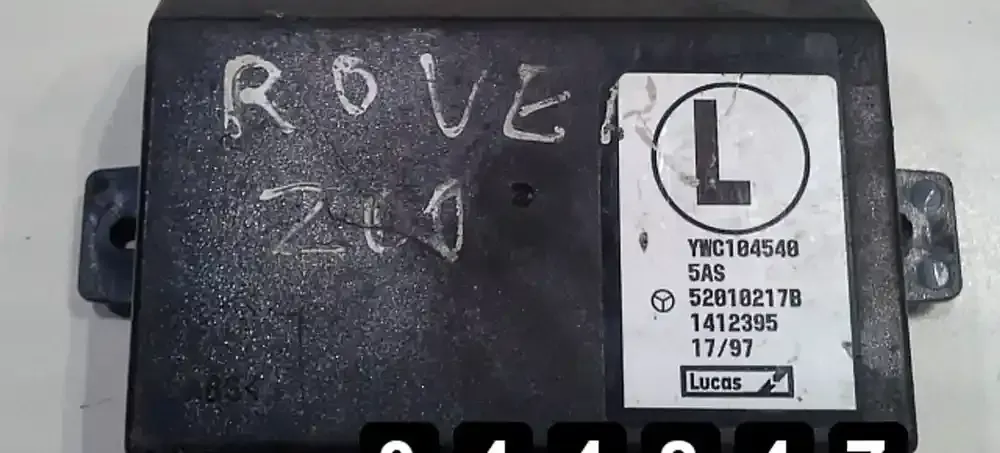 ROVER
200
L
YWC104540
5AS
52010217B
1412395
17/97
Lucas